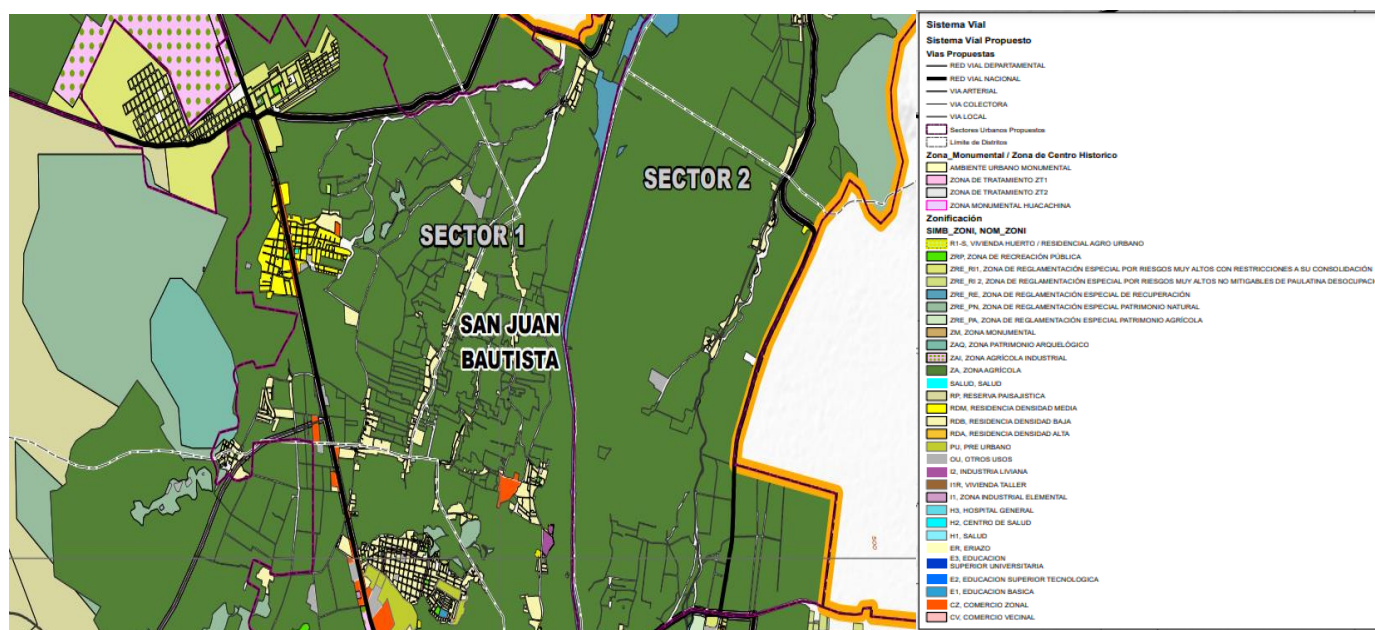 SECTOR 2
SECTOR 1
SAN JUAN
BAUTISTA
500
Sistema Vial
Sistema Vial Propuesto
Vias Propuestas
RED VIAL DEPARTAMENTAL
RED VIAL NACIONAL
VIA ARTERIAL
VIA COLECTORA
VIA LOCAL
Sectores Urbanos Propuestos
Límite de Distritos
Zona_Monumental / Zona de Centro Historico
AMBIENTE URBANO MONUMENTAL
ZONA DE TRATAMIENTO ZT1
ZONA DE TRATAMIENTO ZT2
ZONA MONUMENTAL HUACACHINA
Zonificación
SIMB_ZONI, NOM_ZONI
R1-S, VIVIENDA HUERTO / RESIDENCIAL AGRO URBANO
ZRP, ZONA DE RECREACIÓN PÚBLICA
ZRE_RI1, ZONA DE REGLAMENTACIÓN ESPECIAL POR RIESGOS MUY ALTOS CON RESTRICCIONES A SU CONSOLIDACIÓN
ZRE_RI 2, ZONA DE REGLAMENTACIÓN ESPECIAL POR RIESGOS MUY ALTOS NO MITIGABLES DE PAULATINA DESOCUPACI
ZRE_RE, ZONA DE REGLAMENTACIÓN ESPECIAL DE RECUPERACIÓN
ZRE_PN, ZONA DE REGLAMENTACIÓN ESPECIAL PATRIMONIO NATURAL
ZRE_PA, ZONA DE REGLAMENTACIÓN ESPECIAL PATRIMONIO AGRÍCOLA
ZM, ZONA MONUMENTAL
ZAQ, ZONA PATRIMONIO ARQUELÓGICO
ZAI, ZONA AGRÍCOLA INDUSTRIAL
ZA, ZONA AGRÍCOLA
SALUD, SALUD
RP, RESERVA PAISAJISTICA
RDM, RESIDENCIA DENSIDAD MEDIA
RDB, RESIDENCIA DENSIDAD BAJA
RDA, RESIDENCIA DENSIDAD ALTA
PU, PRE URBANO
OU, OTROS USOS
I2, INDUSTRIA LIVIANA
I1R, VIVIENDA TALLER
I1, ZONA INDUSTRIAL ELEMENTAL
H3, HOSPITAL GENERAL
H2, CENTRO DE SALUD
H1, SALUD
ER, ERIAZO
E3, EDUCACION
SUPERIOR UNIVERSITARIA
E2, EDUCACION SUPERIOR TECNOLOGICA
E1, EDUCACION BASICA
CZ, COMERCIO ZONAL
CV, COMERCIO VECINAL